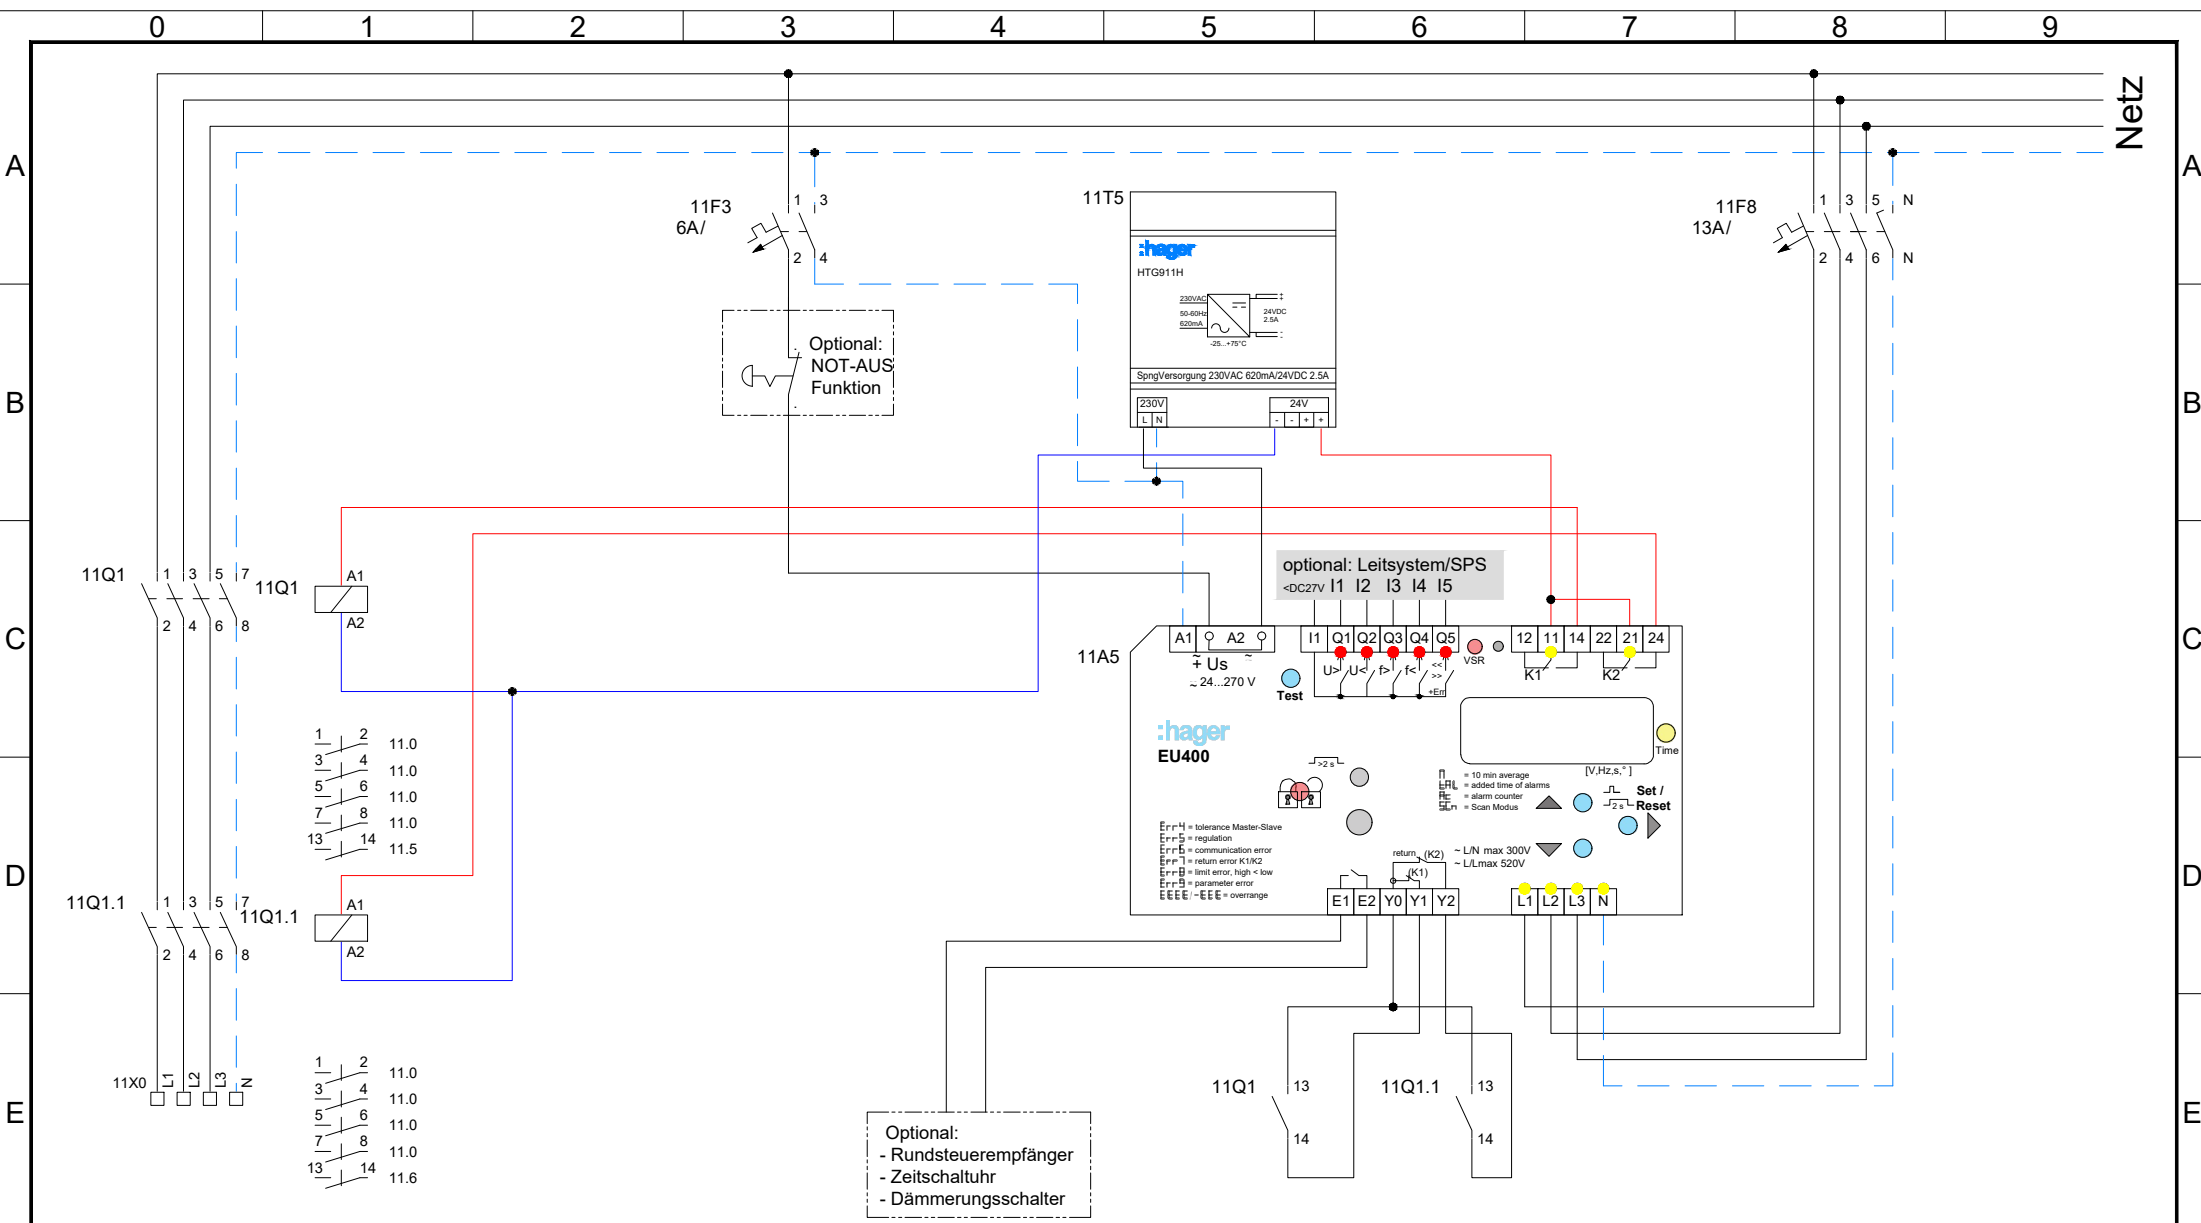 0 1 2 3 4 5 6 7 8 9
Netz
A A
11F3
6A/
1 3
2 4
11T5
:hager
HTG911H
230VAC
50-60Hz
620mA
24VDC
2.5A
-25...+75°C
SpngVersorgung 230VAC 620mA/24VDC 2.5A
230V
L N
24V
- - + +
11F8
13A/
1 3 5 N
2 4 6 N
Optional:
NOT-AUS
Funktion
B B
optional: Leitsystem/SPS
<DC27V I1 I2 I3 I4 I5
11Q1
1 3 5 7
2 4 6 8
11Q1
A1
A2
C C
11A5
A1 A2
+ Us
~ 24...270 V
Test
I1 Q1 Q2 Q3 Q4 Q5
U> U< f> f< << >>
+Err
VSR
12 11 14 22 21 24
K1 K2
:hager
EU400
Time
[V,Hz,s,° ]
>2 s
= 10 min average
= added time of alarms
= alarm counter
= Scan Modus
2 s
Set /
Reset
Err4 = tolerance Master-Slave
Err5 = regulation
Err6 = communication error
Err7 = return error K1/K2
Err8 = limit error, high < low
Err9 = parameter error
EEEE/-EEE = overrange
return (K2)
(K1)
~ L/N max 300V
~ L/Lmax 520V
E1 E2 Y0 Y1 Y2
L1 L2 L3 N
1 2 11.0
3 4 11.0
5 6 11.0
7 8 11.0
13 14 11.5
D D
11Q1.1
1 3 5 7
2 4 6 8
11Q1.1
A1
A2
11X0 L1 L2 L3 N
1 2 11.0
3 4 11.0
5 6 11.0
7 8 11.0
13 14 11.6
E E
Optional:
- Rundsteuerempfänger
- Zeitschaltuhr
- Dämmerungsschalter
11Q1
13
14
11Q1.1
13
14